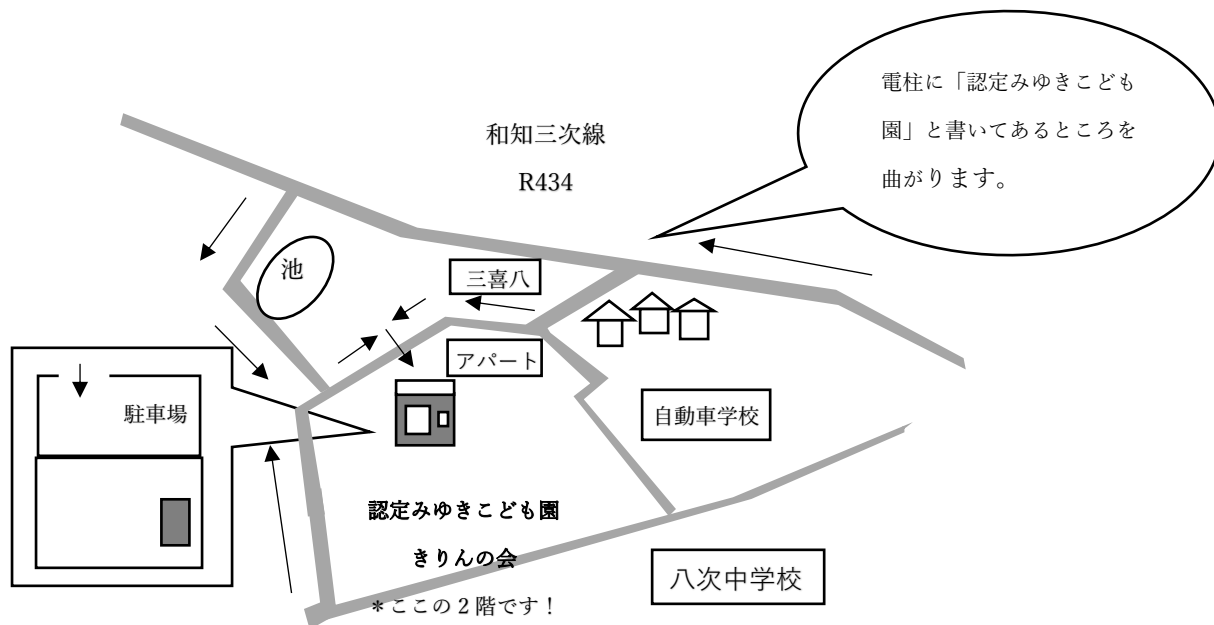 電柱に「認定みゆきこども
園」と書いてあるところを
曲がります。
和知三次線
R434
池
三喜八
アパート
駐車場
自動車学校
認定みゆきこども園
きりんの会
＊ここの２階です！
八次中学校